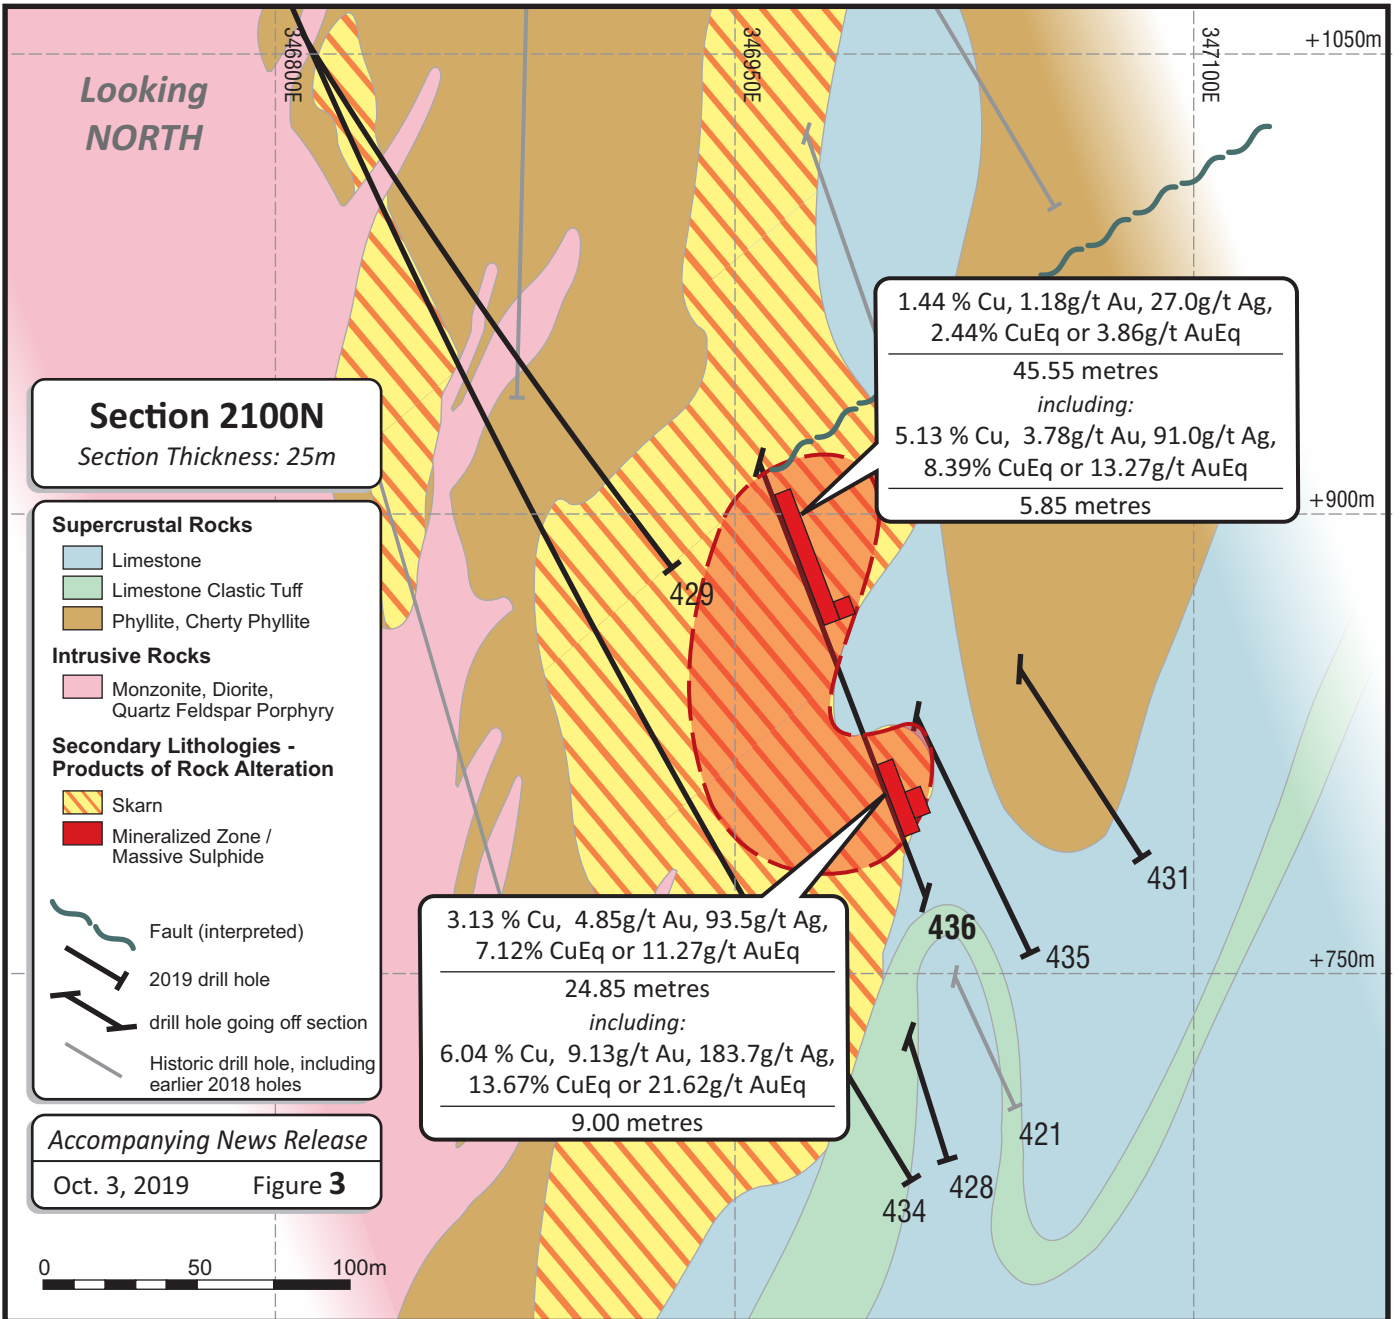 346800E
346950E
347100E
+1050m
Looking
NORTH
1.44 % Cu, 1.18g/t Au, 27.0g/t Ag,
2.44% CuEq or 3.86g/t AuEq
45.55 metres
including:
5.13 % Cu, 3.78g/t Au, 91.0g/t Ag,
8.39% CuEq or 13.27g/t AuEq
5.85 metres
Section 2100N
Section Thickness: 25m
+900m
Supercrustal Rocks
Limestone
Limestone Clastic Tuff
Phyllite, Cherty Phyllite
Intrusive Rocks
Monzonite, Diorite,
Quartz Feldspar Porphyry
Secondary Lithologies -
Products of Rock Alteration
Skarn
Mineralized Zone /
Massive Sulphide
Fault (interpreted)
2019 drill hole
drill hole going off section
Historic drill hole, including
earlier 2018 holes
429
431
436
435
+750m
3.13 % Cu, 4.85g/t Au, 93.5g/t Ag,
7.12% CuEq or 11.27g/t AuEq
24.85 metres
including:
6.04 % Cu, 9.13g/t Au, 183.7g/t Ag,
13.67% CuEq or 21.62g/t AuEq
9.00 metres
421
428
434
Accompanying News Release
Oct. 3, 2019 Figure 3
0 50 100m